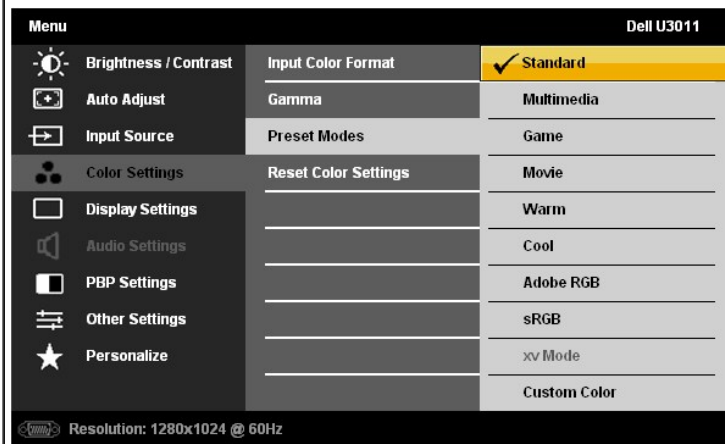 Menu
Dell U3011
Brightness / Contrast
Auto Adjust
Input Source
Color Settings
Display Settings
Audio Settings
PBP Settings
Other Settings
Personalize
Input Color Format
Gamma
Preset Modes
Reset Color Settings
Standard
Multimedia
Game
Movie
Warm
Cool
Adobe RGB
sRGB
xv Mode
Custom Color
Resolution: 1280x1024 @ 60Hz